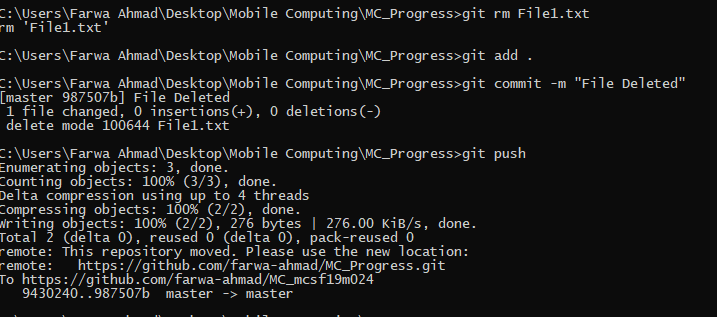 C:\Users\Farwa Ahmad\Desktop\Mobile Computing\MC_Progress>git rm File1.txt
rm 'File1.txt'
C:\Users\Farwa Ahmad\Desktop\Mobile Computing\MC_Progress>git add .
C:\Users\Farwa Ahmad\Desktop\Mobile Computing\MC_Progress>git commit -m "File Deleted"
[master 987507b] File Deleted
 1 file changed, 0 insertions(+), 0 deletions(-)
 delete mode 100644 File1.txt
C:\Users\Farwa Ahmad\Desktop\Mobile Computing\MC_Progress>git push
Enumerating objects: 3, done.
Counting objects: 100% (3/3), done.
Delta compression using up to 4 threads
Compressing objects: 100% (2/2), done.
Writing objects: 100% (2/2), 276 bytes | 276.00 KiB/s, done.
Total 2 (delta 0), reused 0 (delta 0), pack-reused 0
remote: This repository moved. Please use the new location:
remote:   https://github.com/farwa-ahmad/MC_Progress.git
To https://github.com/farwa-ahmad/MC_mcsf19m024
   9430240..987507b  master -> master